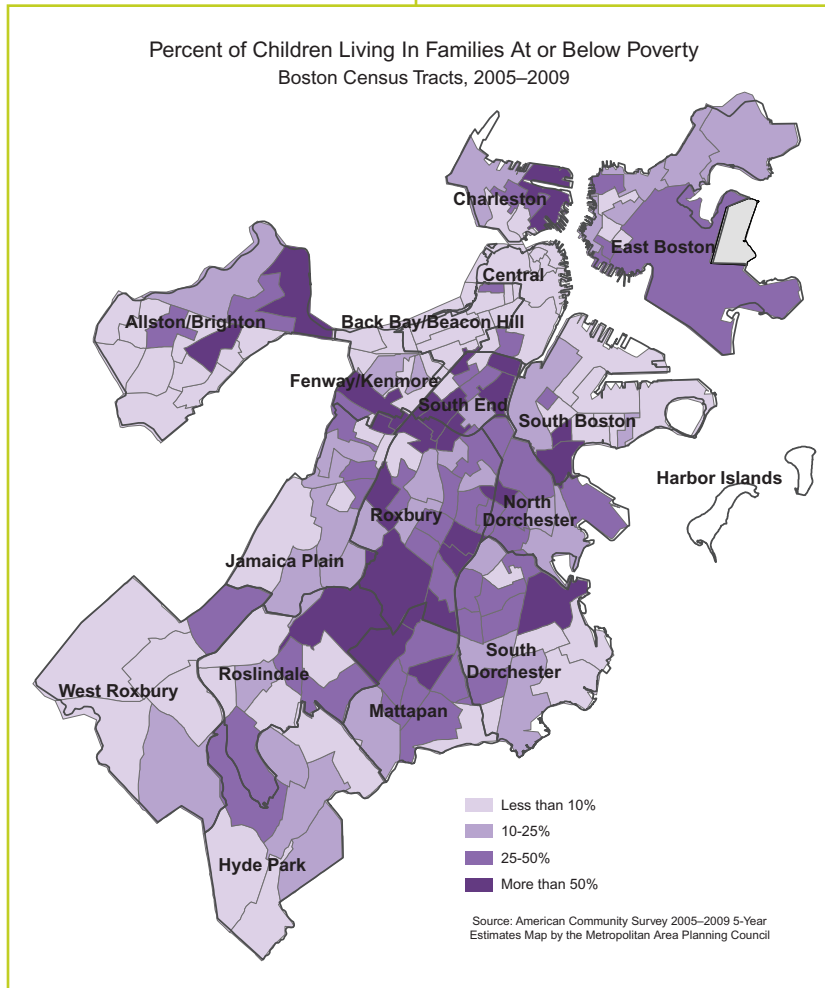 Percent of Children Living In Families At or Below Poverty
Boston Census Tracts, 2005–2009
Charleston
East Boston
Central
Allston/Brighton
Back Bay/Beacon Hill
Fenway/Kenmore
South End
South Boston
Harbor Islands
Roxbury
North
Dorchester
Jamaica Plain
South
Dorchester
Roslindale
West Roxbury
Mattapan
Hyde Park
Less than 10%
10-25%
25-50%
More than 50%
Source: American Community Survey 2005–2009 5-Year
Estimates Map by the Metropolitan Area Planning Council